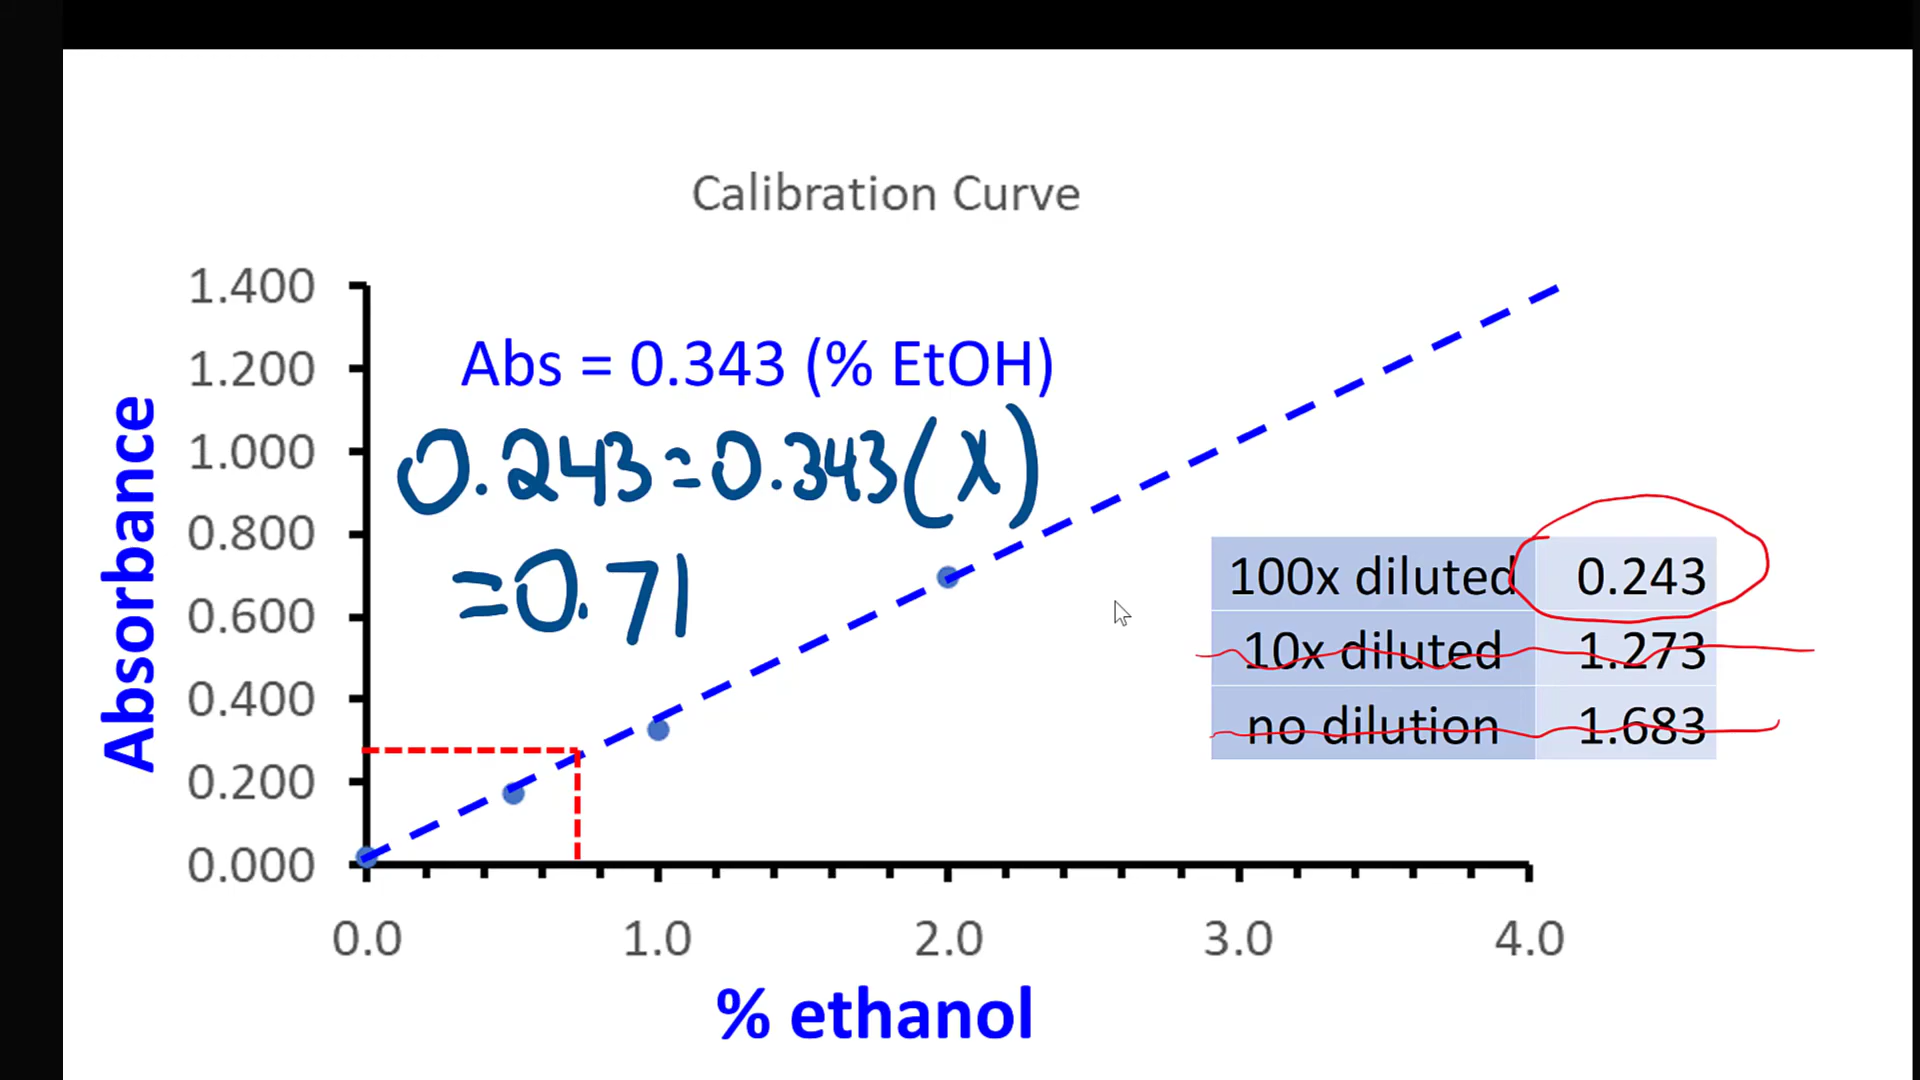 Calibration Curve
1.400
1.200
1.000
0.800
0.600
0.400
0.200
0.000
Absorbance
Abs = 0.343 (% EtOH)
0.243=0.343(x)
=0.71
100x diluted 0.243
10x diluted 1.273
no dilution 1.683
0.0 1.0 2.0 3.0 4.0
% ethanol